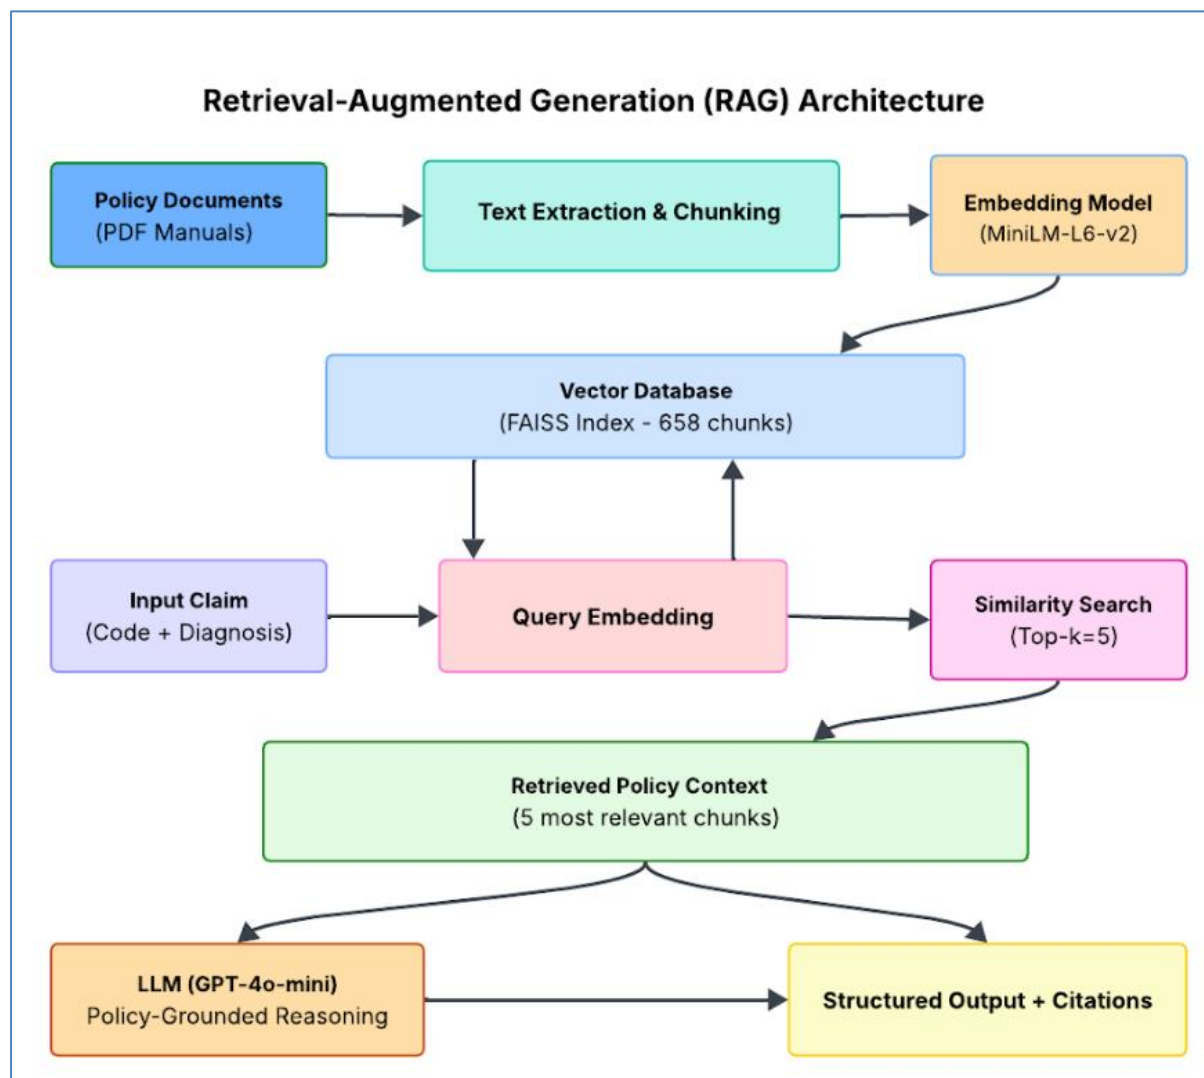 Retrieval-Augmented Generation (RAG) Architecture
Policy Documents
(PDF Manuals)
Text Extraction & Chunking
Embedding Model
(MiniLM-L6-v2)
Vector Database
(FAISS Index - 658 chunks)
Input Claim
(Code + Diagnosis)
Query Embedding
Similarity Search
(Top-k=5)
Retrieved Policy Context
(5 most relevant chunks)
LLM (GPT-4o-mini)
Policy-Grounded Reasoning
Structured Output + Citations